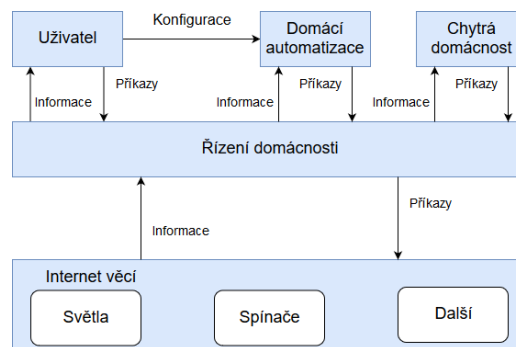 Uživatel
Konfigurace
Domácí
automatizace
Chytrá
domácnost
Informace
Příkazy
Informace
Příkazy
Informace
Příkazy
Řízení domácnosti
Informace
Příkazy
Internet věcí
Světla
Spínače
Další